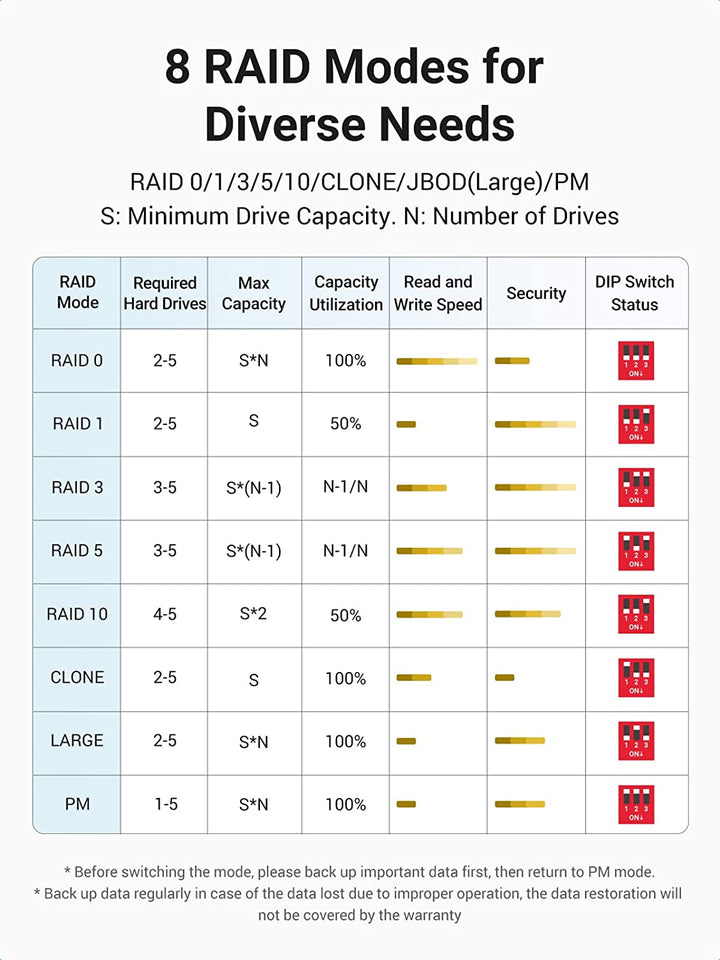 8 RAID Modes for
Diverse Needs
RAID 0/1/3/5/10/CLONE/JBOD(Large)/PM
S: Minimum Drive Capacity. N: Number of Drives
RAID Mode Required Hard Drives Max Capacity Capacity Utilization Read and Write Speed Security DIP Switch Status
RAID 0 2-5 S*N 100% 1 2 3 ON↓
RAID 1 2-5 S 50% 1 2 3 ON↓
RAID 3 3-5 S*(N-1) N-1/N 1 2 3 ON↓
RAID 5 3-5 S*(N-1) N-1/N 1 2 3 ON↓
RAID 10 4-5 S*2 50% 1 2 3 ON↓
CLONE 2-5 S 100% 1 2 3 ON↓
LARGE 2-5 S*N 100% 1 2 3 ON↓
PM 1-5 S*N 100% 1 2 3 ON↓
* Before switching the mode, please back up important data first, then return to PM mode.
* Back up data regularly in case of the data lost due to improper operation, the data restoration will
not be covered by the warranty